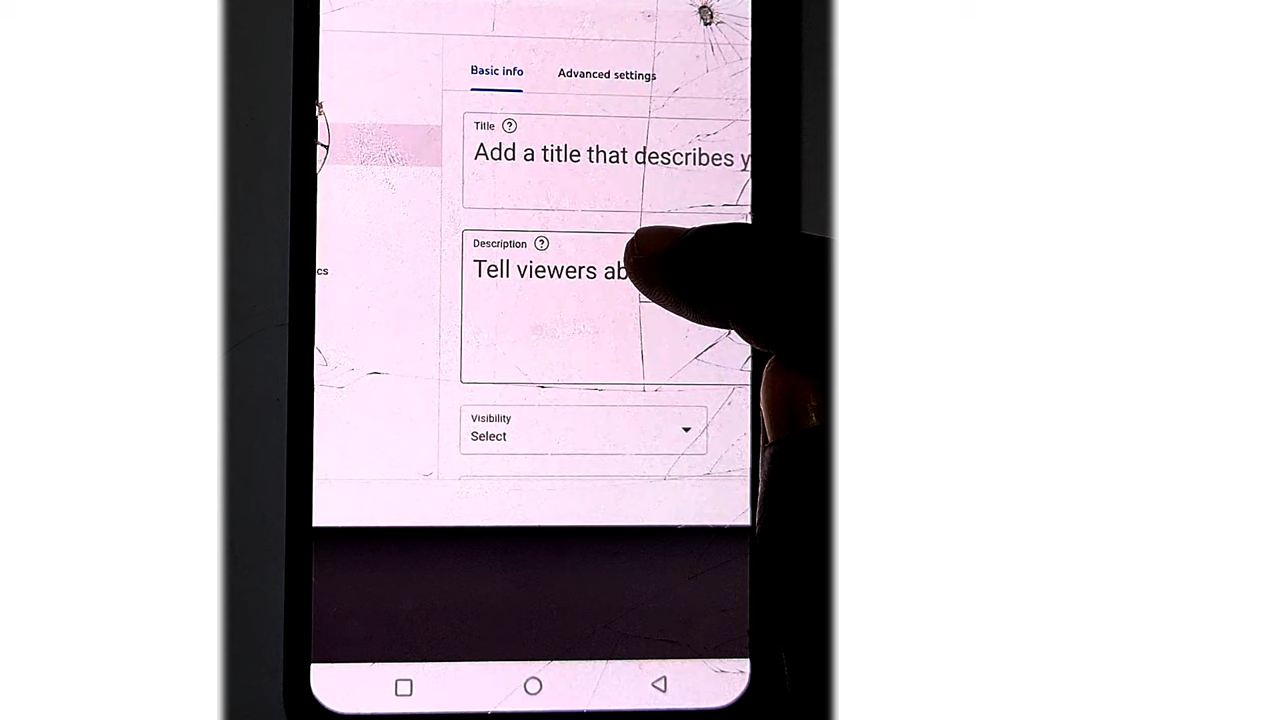 Basic info
Advanced settings
Title
Add a title that describes y
Description
Tell viewers ab
cs
Visibility
Select